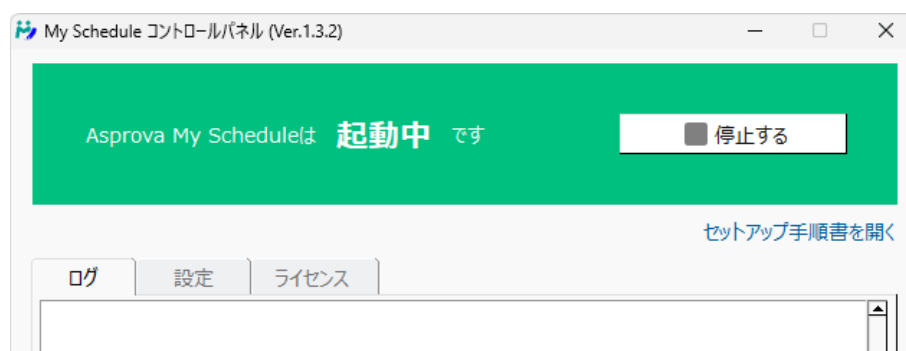 My Schedule コントロールパネル (Ver.1.3.2)
Asprova My Scheduleは 起動中 です 停止する
セットアップ手順書を開く
ログ 設定 ライセンス